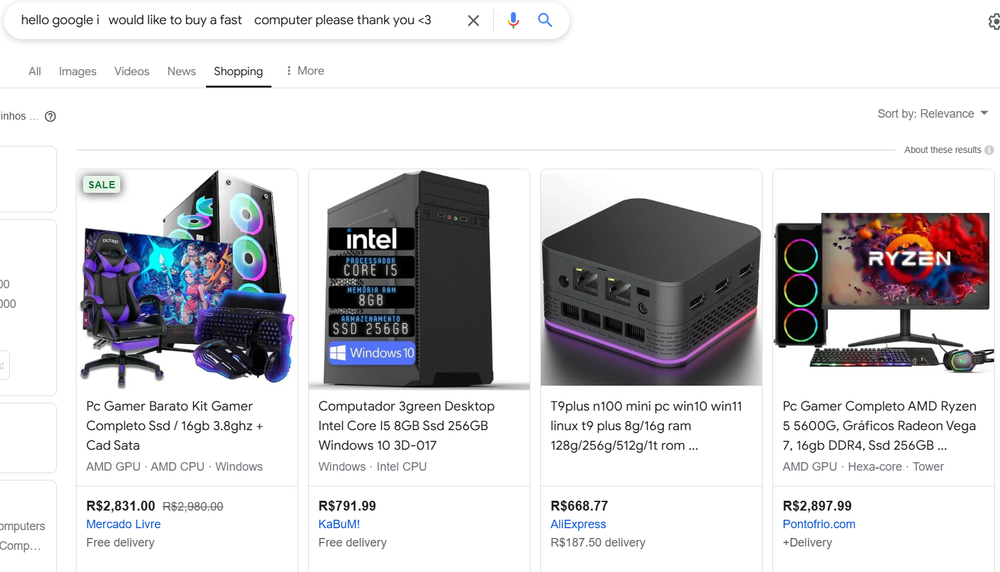 hello google i   would like to buy a fast    computer please thank you <3
All Images Videos News Shopping More
inhos ...
Sort by: Relevance
About these results
00
000
omputers
Comp...
SALE
pctop
Pc Gamer Barato Kit Gamer
Completo Ssd / 16gb 3.8ghz +
Cad Sata
AMD GPU · AMD CPU · Windows
R$2,831.00 R$2,980.00
Mercado Livre
Free delivery
intel
PROCESSADOR
CORE I5
MEMÓRIA RAM
8GB
ARMAZENAMENTO
SSD 256GB
Windows 10
Computador 3green Desktop
Intel Core I5 8GB Ssd 256GB
Windows 10 3D-017
Windows · Intel CPU
R$791.99
KaBuM!
Free delivery
T9plus n100 mini pc win10 win11
linux t9 plus 8g/16g ram
128g/256g/512g/1t rom ...
R$668.77
AliExpress
R$187.50 delivery
RYZEN
Pc Gamer Completo AMD Ryzen
5 5600G, Gráficos Radeon Vega
7, 16gb DDR4, Ssd 256GB ...
AMD GPU · Hexa-core · Tower
R$2,897.99
Pontofrio.com
+Delivery